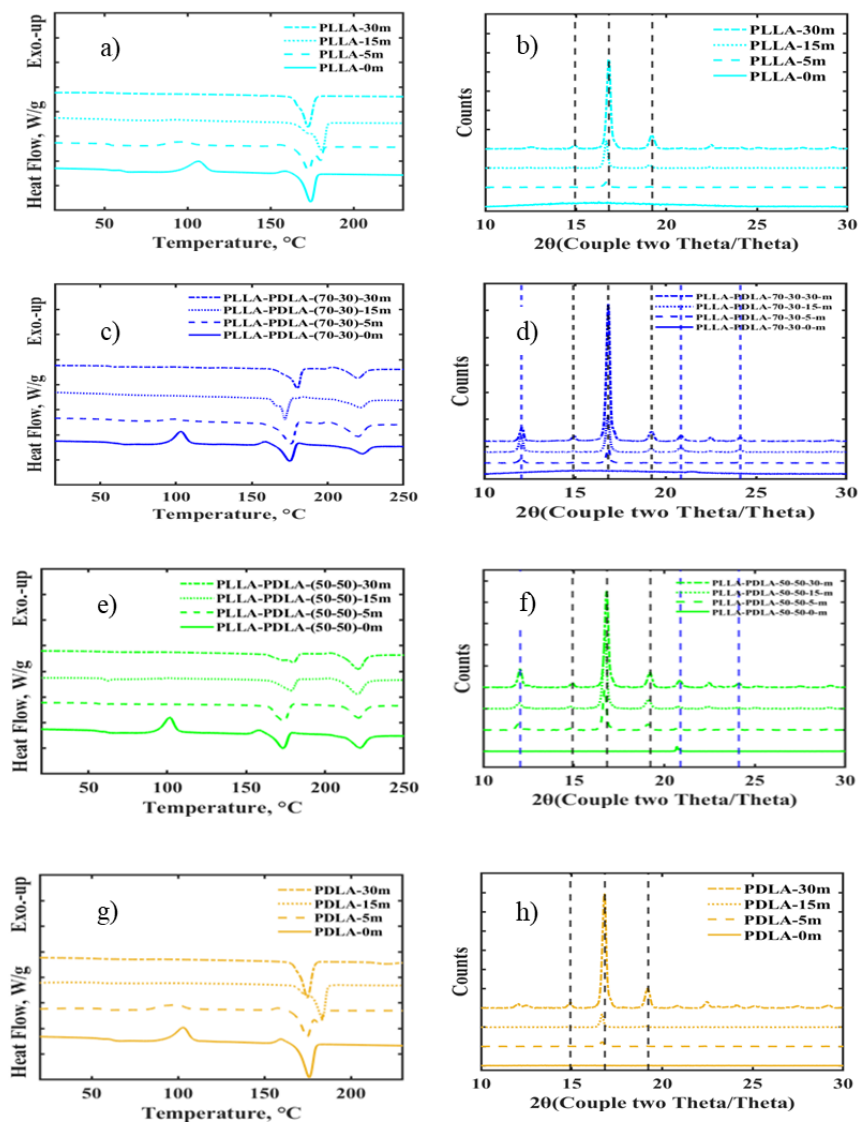 a)
Exo.-up
Heat Flow, W/g
PLLA-30m
PLLA-15m
PLLA-5m
PLLA-0m
50 100 150 200
Temperature, °C
b)
Counts
PLLA-30m
PLLA-15m
PLLA-5m
PLLA-0m
10 15 20 25 30
2θ(Couple two Theta/Theta)
c)
Exo.-up
Heat Flow, W/g
PLLA-PDLA-(70-30)-30m
PLLA-PDLA-(70-30)-15m
PLLA-PDLA-(70-30)-5m
PLLA-PDLA-(70-30)-0m
50 100 150 200 250
Temperature, °C
d)
Counts
PLLA-PDLA-70-30-30-m
PLLA-PDLA-70-30-15-m
PLLA-PDLA-70-30-5-m
PLLA-PDLA-70-30-0-m
10 15 20 25 30
2θ(Couple two Theta/Theta)
e)
Exo.-up
Heat Flow, W/g
PLLA-PDLA-(50-50)-30m
PLLA-PDLA-(50-50)-15m
PLLA-PDLA-(50-50)-5m
PLLA-PDLA-(50-50)-0m
50 100 150 200 250
Temperature, °C
f)
Counts
PLLA-PDLA-50-50-30-m
PLLA-PDLA-50-50-15-m
PLLA-PDLA-50-50-5-m
PLLA-PDLA-50-50-0-m
10 15 20 25 30
2θ(Couple two Theta/Theta)
g)
Exo.-up
Heat Flow, W/g
PDLA-30m
PDLA-15m
PDLA-5m
PDLA-0m
50 100 150 200
Temperature, °C
h)
Counts
PDLA-30m
PDLA-15m
PDLA-5m
PDLA-0m
10 15 20 25 30
2θ(Couple two Theta/Theta)